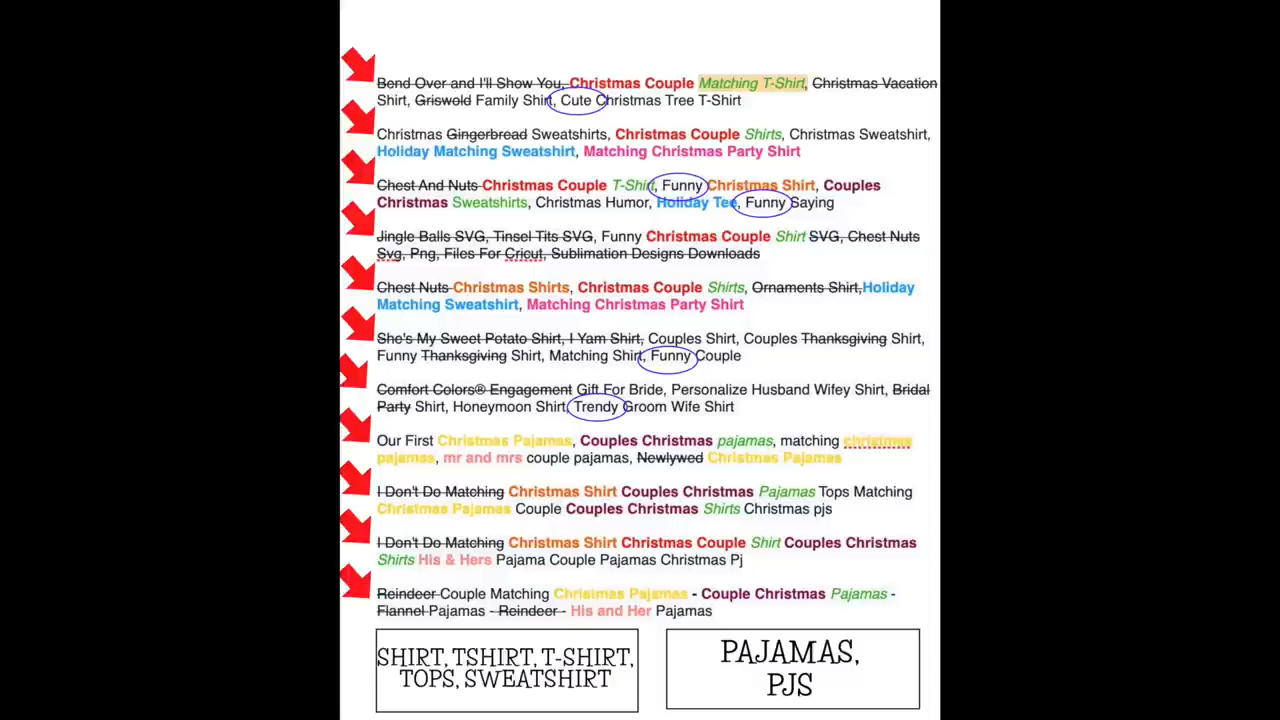 Bend Over and I'll Show You, Christmas Couple Matching T-Shirt, Christmas Vacation
Shirt, Griswold Family Shirt, Cute Christmas Tree T-Shirt
Christmas Gingerbread Sweatshirts, Christmas Couple Shirts, Christmas Sweatshirt,
Holiday Matching Sweatshirt, Matching Christmas Party Shirt
Chest And Nuts Christmas Couple T-Shirt, Funny Christmas Shirt, Couples
Christmas Sweatshirts, Christmas Humor, Holiday Tee, Funny Saying
Jingle Balls SVG, Tinsel Tits SVG, Funny Christmas Couple Shirt SVG, Chest Nuts
Svg, Png, Files For Cricut, Sublimation Designs Downloads
Chest Nuts Christmas Shirts, Christmas Couple Shirts, Ornaments Shirt,Holiday
Matching Sweatshirt, Matching Christmas Party Shirt
She's My Sweet Potato Shirt, I Yam Shirt, Couples Shirt, Couples Thanksgiving Shirt,
Funny Thanksgiving Shirt, Matching Shirt, Funny Couple
Comfort Colors® Engagement Gift For Bride, Personalize Husband Wifey Shirt, Bridal
Party Shirt, Honeymoon Shirt, Trendy Groom Wife Shirt
Our First Christmas Pajamas, Couples Christmas pajamas, matching christmas
pajamas, mr and mrs couple pajamas, Newlywed Christmas Pajamas
I Don't Do Matching Christmas Shirt Couples Christmas Pajamas Tops Matching
Christmas Pajamas Couple Couples Christmas Shirts Christmas pjs
I Don't Do Matching Christmas Shirt Christmas Couple Shirt Couples Christmas
Shirts His & Hers Pajama Couple Pajamas Christmas Pj
Reindeer Couple Matching Christmas Pajamas - Couple Christmas Pajamas -
Flannel Pajamas - Reindeer - His and Her Pajamas
SHIRT, TSHIRT, T-SHIRT,
TOPS, SWEATSHIRT
PAJAMAS,
PJS